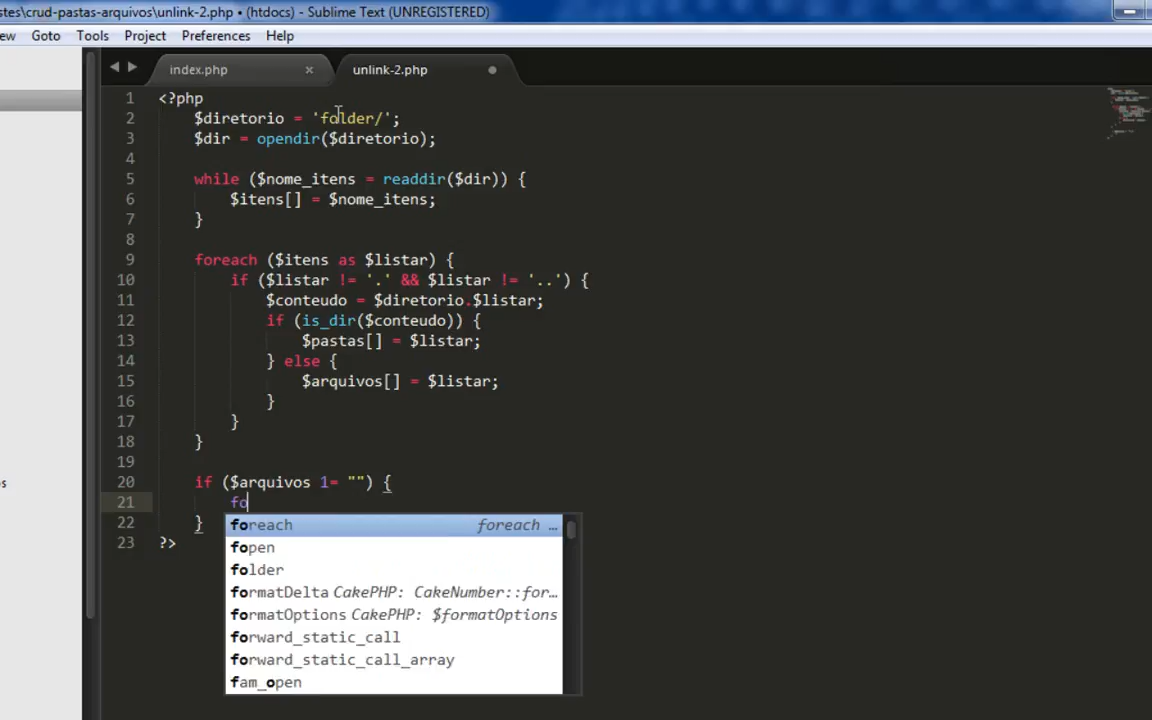 stes\crud-pastas-arquivos\unlink-2.php • (htdocs) - Sublime Text (UNREGISTERED)
ew Goto Tools Project Preferences Help
index.php × unlink-2.php
1 <?php
2 $diretorio = 'folder/';
3 $dir = opendir($diretorio);
4
5 while ($nome_itens = readdir($dir)) {
6 $itens[] = $nome_itens;
7 }
8
9 foreach ($itens as $listar) {
10 if ($listar != '.' && $listar != '..') {
11 $conteudo = $diretorio.$listar;
12 if (is_dir($conteudo)) {
13 $pastas[] = $listar;
14 } else {
15 $arquivos[] = $listar;
16 }
17 }
18 }
19
20 if ($arquivos 1= "") {
21 fo
22 }
23 ?>
foreach foreach …
fopen
folder
formatDelta CakePHP: CakeNumber::for…
formatOptions CakePHP: $formatOptions
forward_static_call
forward_static_call_array
fam_open